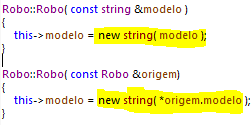 Robo::Robo( const string &modelo )
{
this->modelo = new string( modelo );
}
Robo::Robo( const Robo &origem)
{
this->modelo = new string( *origem.modelo );
}